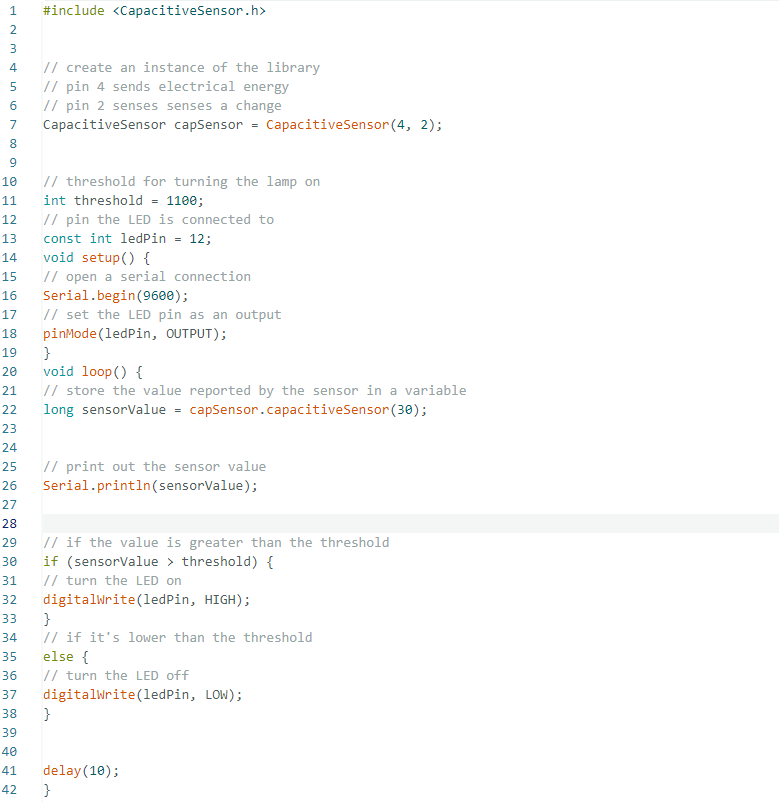 1 #include <CapacitiveSensor.h>
2
3
4 // create an instance of the library
5 // pin 4 sends electrical energy
6 // pin 2 senses senses a change
7 CapacitiveSensor capSensor = CapacitiveSensor(4, 2);
8
9
10 // threshold for turning the lamp on
11 int threshold = 1100;
12 // pin the LED is connected to
13 const int ledPin = 12;
14 void setup() {
15 // open a serial connection
16 Serial.begin(9600);
17 // set the LED pin as an output
18 pinMode(ledPin, OUTPUT);
19 }
20 void loop() {
21 // store the value reported by the sensor in a variable
22 long sensorValue = capSensor.capacitiveSensor(30);
23
24
25 // print out the sensor value
26 Serial.println(sensorValue);
27
28
29 // if the value is greater than the threshold
30 if (sensorValue > threshold) {
31 // turn the LED on
32 digitalWrite(ledPin, HIGH);
33 }
34 // if it's lower than the threshold
35 else {
36 // turn the LED off
37 digitalWrite(ledPin, LOW);
38 }
39
40
41 delay(10);
42 }